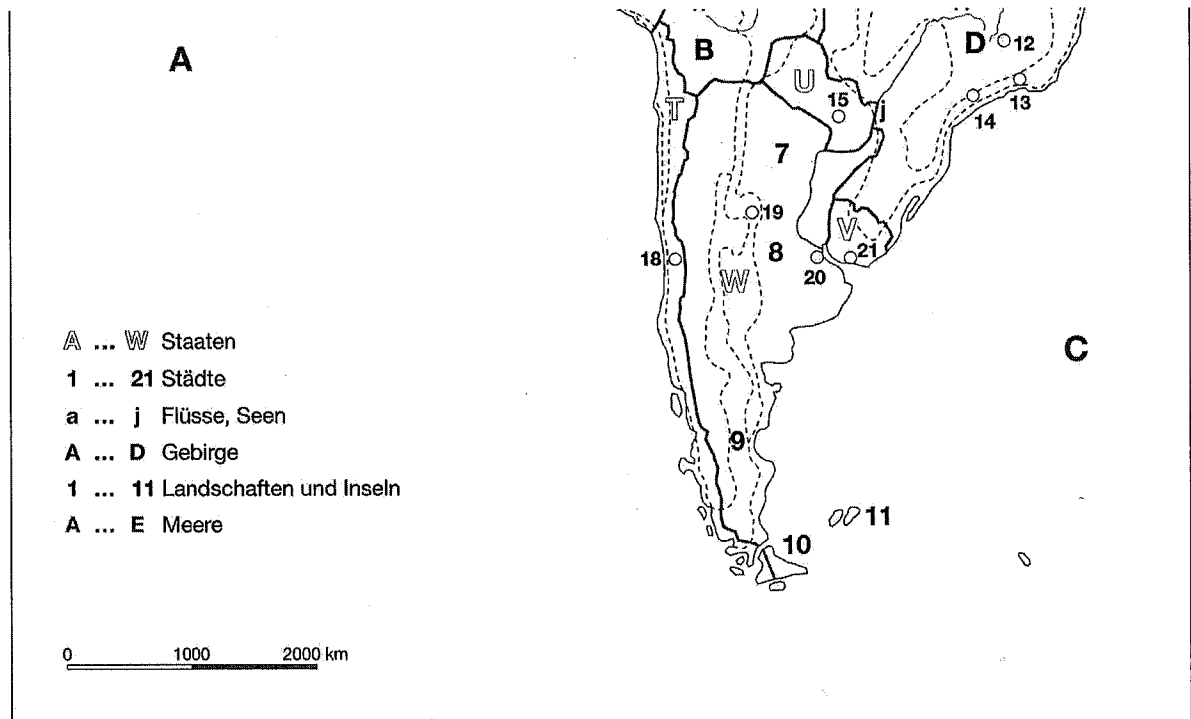 A
B
D
12
U
T
15
j
13
14
7
19
V
18
8
21
20
W
C
A ... W Staaten
1 ... 21 Städte
a ... j Flüsse, Seen
A ... D Gebirge
1 ... 11 Landschaften und Inseln
A ... E Meere
9
11
10
0 1000 2000 km